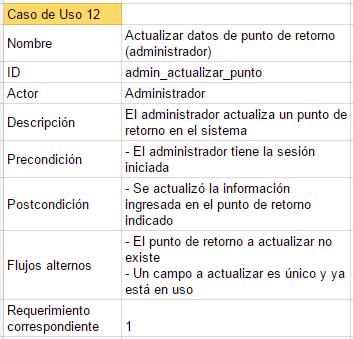 Caso de Uso 12
Nombre
Actualizar datos de punto de retorno
(administrador)
ID
admin_actualizar_punto
Actor
Administrador
Descripción
El administrador actualiza un punto de
retorno en el sistema
Precondición
- El administrador tiene la sesión
iniciada
Postcondición
- Se actualizó la información
ingresada en el punto de retorno
indicado
Flujos alternos
- El punto de retorno a actualizar no
existe
- Un campo a actualizar es único y ya
está en uso
Requerimiento
correspondiente
1